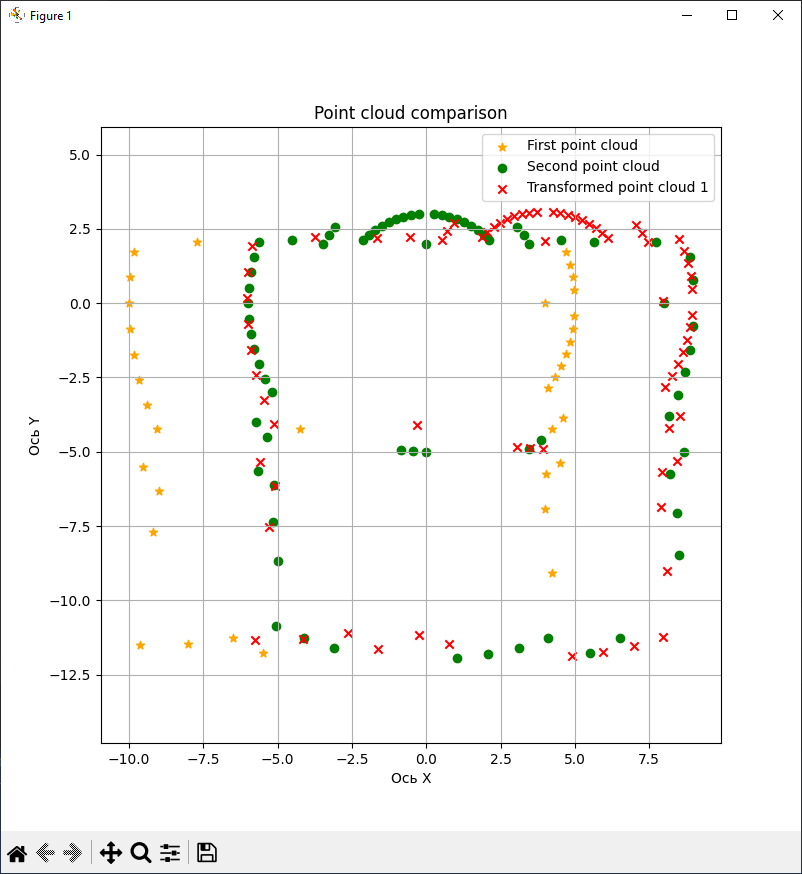 Figure 1
Point cloud comparison
First point cloud
Second point cloud
Transformed point cloud 1
5.0
2.5
0.0
−2.5
−5.0
−7.5
−10.0
−12.5
Ось Y
−10.0 −7.5 −5.0 −2.5 0.0 2.5 5.0 7.5
Ось X